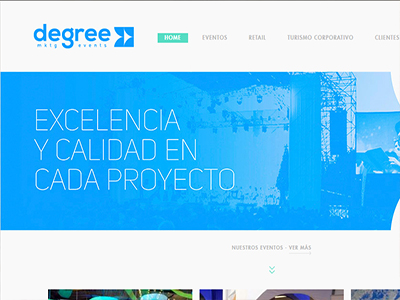 degree
mktg events
HOME EVENTOS RETAIL TURISMO CORPORATIVO CLIENTES
EXCELENCIA
Y CALIDAD EN
CADA PROYECTO
NUESTROS EVENTOS - VER MÁS